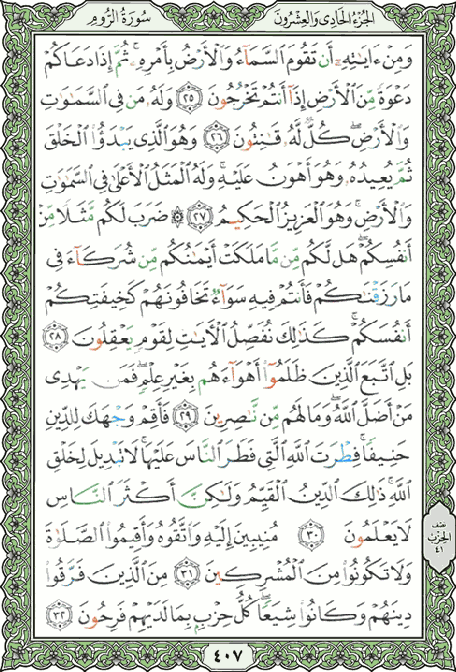 الجزء الحادي والعشرون
سورة الروم
وَمِنْ ءَايَٰتِهِۦٓ أَن تَقُومَ ٱلسَّمَآءُ وَٱلْأَرْضُ بِأَمْرِهِۦ ۚ ثُمَّ إِذَا دَعَاكُمْ
دَعْوَةً مِّنَ ٱلْأَرْضِ إِذَآ أَنتُمْ تَخْرُجُونَ ٢٥ وَلَهُۥ مَن فِى ٱلسَّمَٰوَٰتِ
وَٱلْأَرْضِ ۖ كُلٌّ لَّهُۥ قَٰنِتُونَ ٢٦ وَهُوَ ٱلَّذِى يَبْدَؤُا۟ ٱلْخَلْقَ
ثُمَّ يُعِيدُهُۥ وَهُوَ أَهْوَنُ عَلَيْهِ ۚ وَلَهُ ٱلْمَثَلُ ٱلْأَعْلَىٰ فِى ٱلسَّمَٰوَٰتِ
وَٱلْأَرْضِ ۚ وَهُوَ ٱلْعَزِيزُ ٱلْحَكِيمُ ٢٧ ۞ ضَرَبَ لَكُم مَّثَلًا مِّنْ
أَنفُسِكُمْ ۖ هَل لَّكُم مِّن مَّا مَلَكَتْ أَيْمَٰنُكُم مِّن شُرَكَآءَ فِى
مَا رَزَقْنَٰكُمْ فَأَنتُمْ فِيهِ سَوَآءٌ تَخَافُونَهُمْ كَخِيفَتِكُمْ
أَنفُسَكُمْ ۚ كَذَٰلِكَ نُفَصِّلُ ٱلْءَايَٰتِ لِقَوْمٍ يَعْقِلُونَ ٢٨
بَلِ ٱتَّبَعَ ٱلَّذِينَ ظَلَمُوٓا۟ أَهْوَآءَهُم بِغَيْرِ عِلْمٍ ۖ فَمَن يَهْدِى
مَنْ أَضَلَّ ٱللَّهُ ۖ وَمَا لَهُم مِّن نَّٰصِرِينَ ٢٩ فَأَقِمْ وَجْهَكَ لِلدِّينِ
حَنِيفًا ۚ فِطْرَتَ ٱللَّهِ ٱلَّتِى فَطَرَ ٱلنَّاسَ عَلَيْهَا ۚ لَا تَبْدِيلَ لِخَلْقِ
ٱللَّهِ ۚ ذَٰلِكَ ٱلدِّينُ ٱلْقَيِّمُ وَلَٰكِنَّ أَكْثَرَ ٱلنَّاسِ
لَا يَعْلَمُونَ ٣٠ مُنِيبِينَ إِلَيْهِ وَٱتَّقُوهُ وَأَقِيمُوا۟ ٱلصَّلَوٰةَ
وَلَا تَكُونُوا۟ مِنَ ٱلْمُشْرِكِينَ ٣١ مِنَ ٱلَّذِينَ فَرَّقُوا۟
دِينَهُمْ وَكَانُوا۟ شِيَعًا ۖ كُلُّ حِزْبٍۭ بِمَا لَدَيْهِمْ فَرِحُونَ ٣٢
نصف
الحزب
٤١
٤٠٧